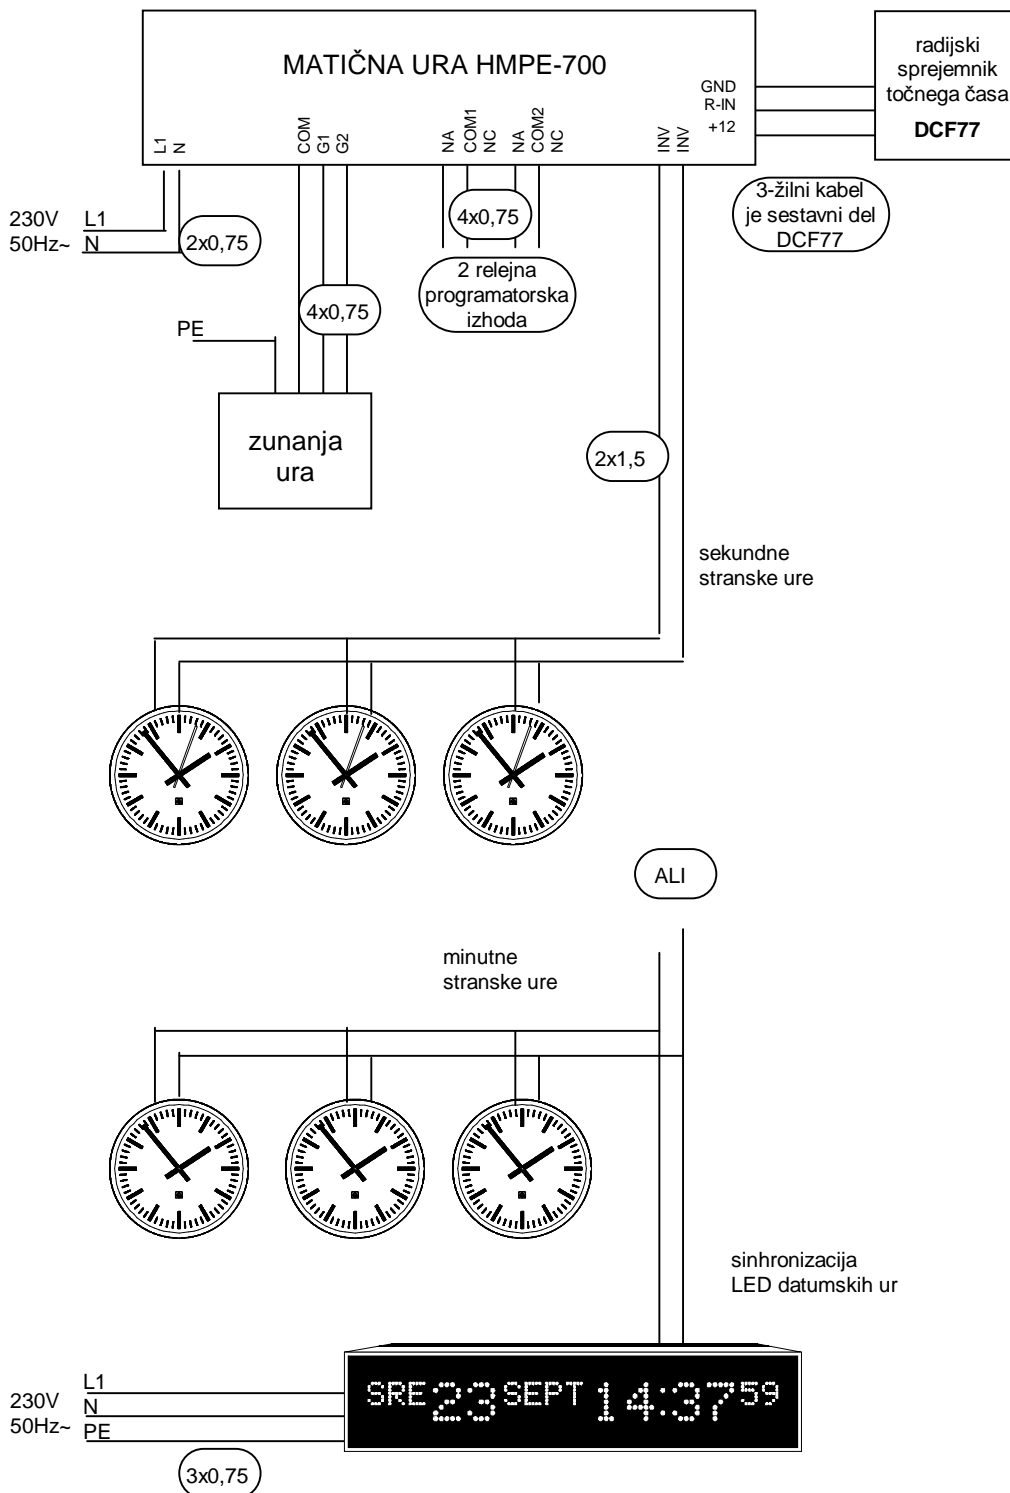 MATIČNA URA HMPE-700
radijski
sprejemnik
točnega časa
DCF77
GND
R-IN
+12
L1
N
COM
G1
G2
NA
COM1
NC
NA
COM2
NC
INV
INV
3-žilni kabel
je sestavni del
DCF77
230V
50Hz~
L1
N
2x0,75
4x0,75
2 relejna
programatorska
izhoda
4x0,75
PE
zunanja
ura
2x1,5
sekundne
stranske ure
ALI
minutne
stranske ure
sinhronizacija
LED datumskih ur
230V
50Hz~
L1
N
PE
SRE 23 SEPT 14:37 59
3x0,75